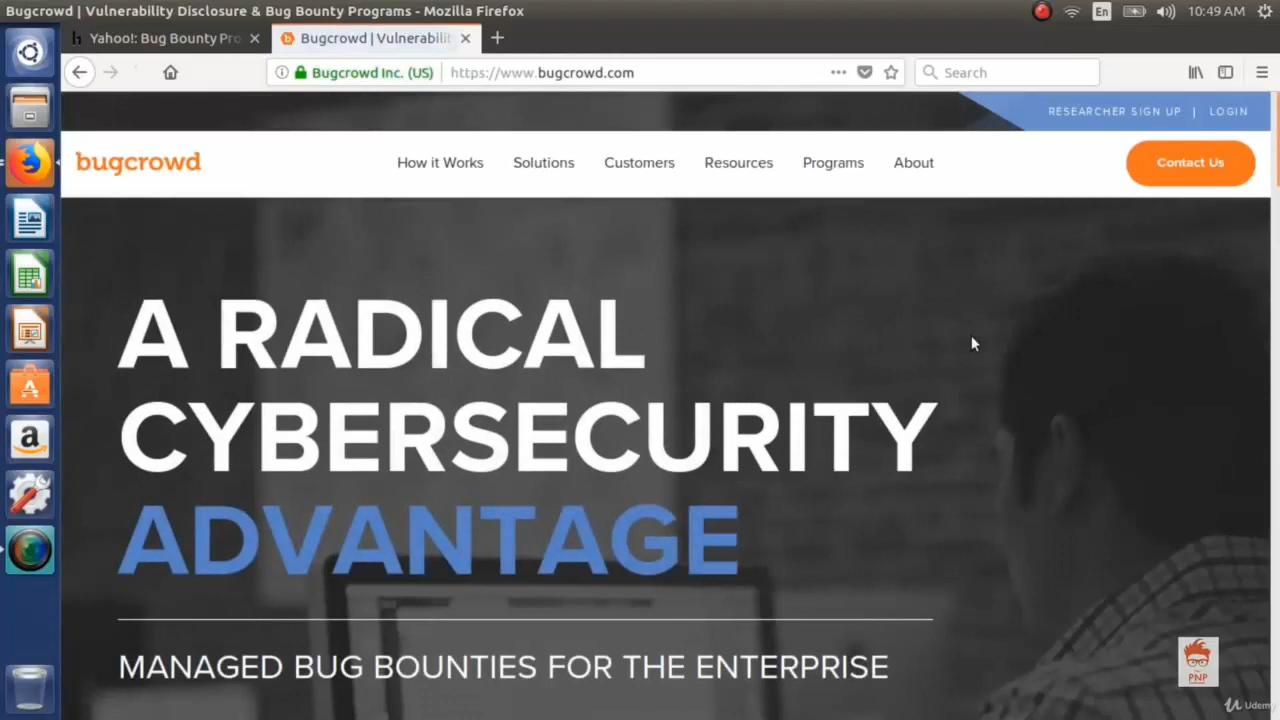 Bugcrowd | Vulnerability Disclosure & Bug Bounty Programs - Mozilla Firefox
En
10:49 AM
Yahoo!: Bug Bounty Pro
Bugcrowd | Vulnerabilit
Bugcrowd Inc. (US)
https://www.bugcrowd.com
Search
RESEARCHER SIGN UP | LOGIN
bugcrowd
How it Works
Solutions
Customers
Resources
Programs
About
Contact Us
A RADICAL
CYBERSECURITY
ADVANTAGE
MANAGED BUG BOUNTIES FOR THE ENTERPRISE
PNP
Udemy